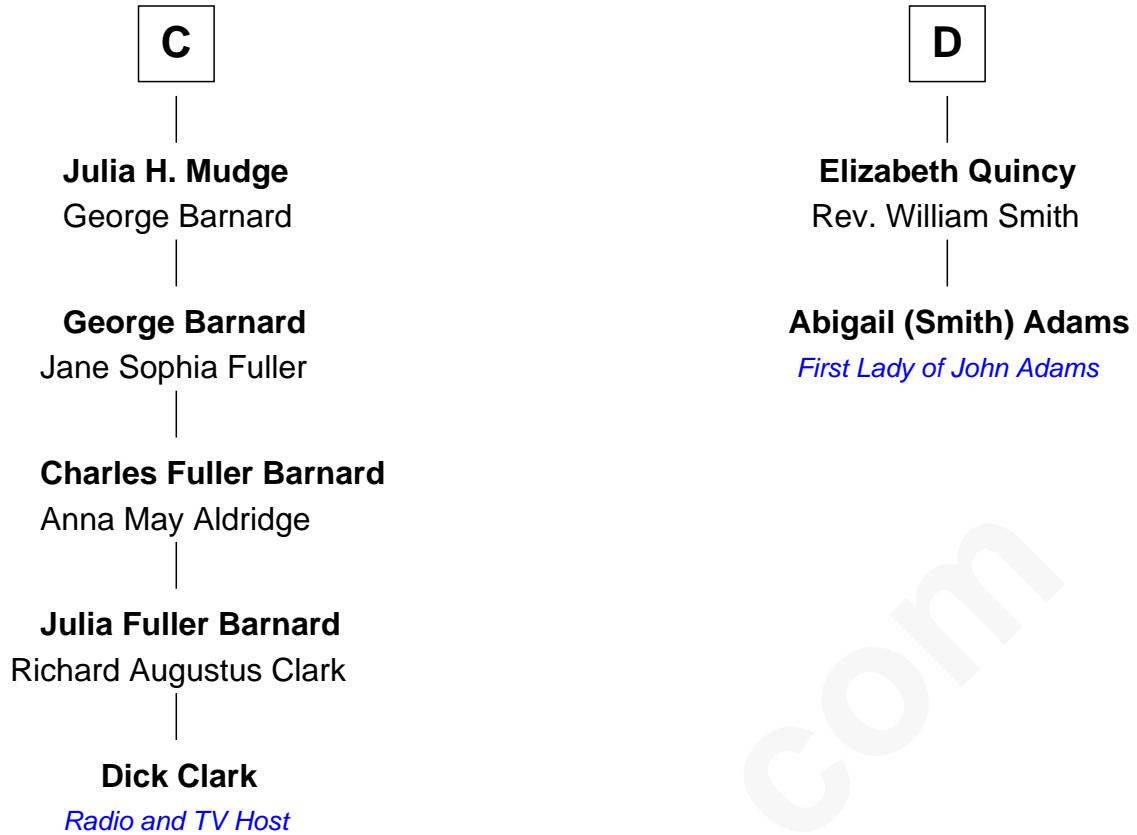 C
Julia H. Mudge
George Barnard
George Barnard
Jane Sophia Fuller
Charles Fuller Barnard
Anna May Aldridge
Julia Fuller Barnard
Richard Augustus Clark
Dick Clark
Radio and TV Host
D
Elizabeth Quincy
Rev. William Smith
Abigail (Smith) Adams
First Lady of John Adams
com